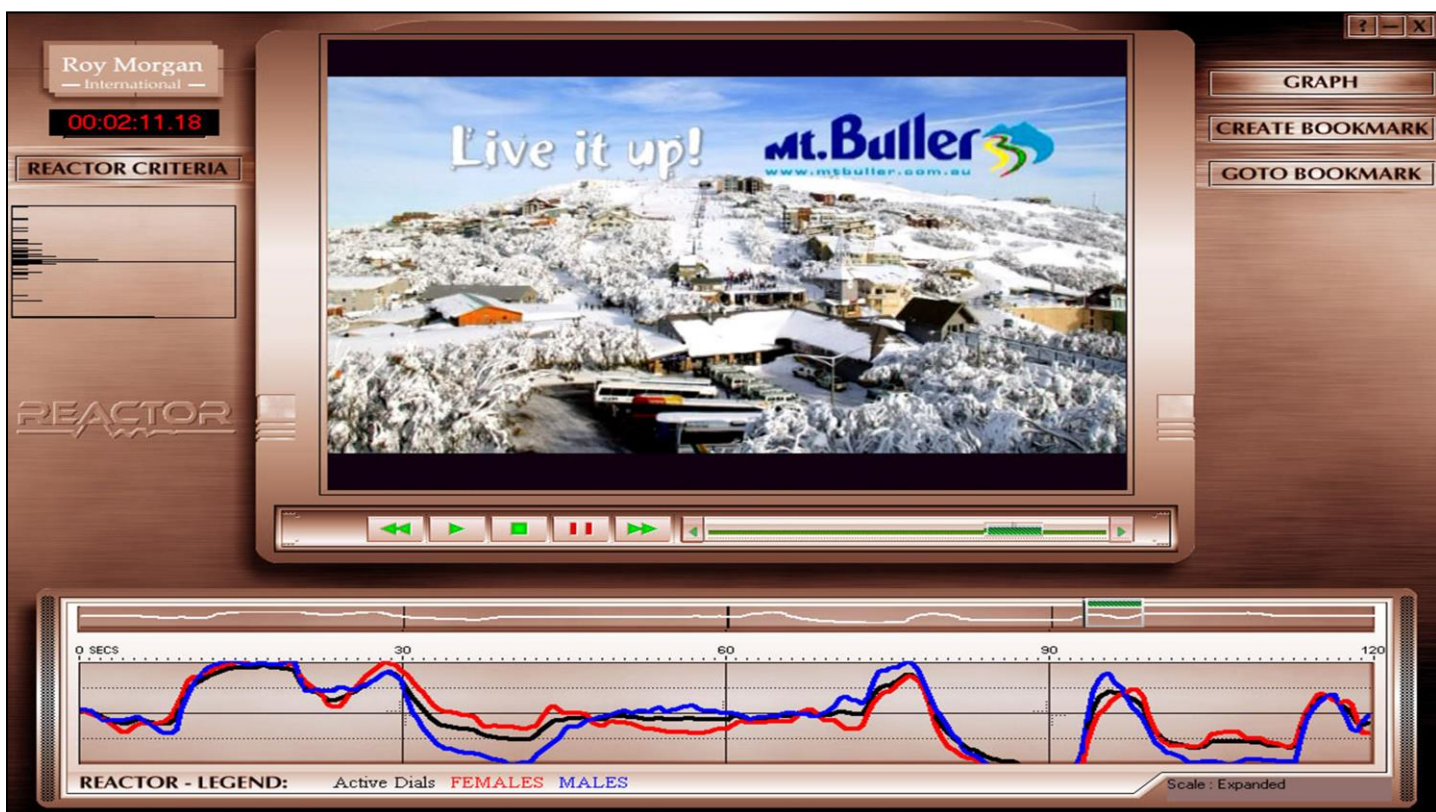 ? — X
Roy Morgan
— International —
00:02:11.18
REACTOR CRITERIA
GRAPH
CREATE BOOKMARK
GOTO BOOKMARK
Live it up!
Mt.Buller
www.mtbuller.com.au
REACTOR
0 SECS 30 60 90 120
REACTOR - LEGEND: Active Dials FEMALES MALES
Scale : Expanded